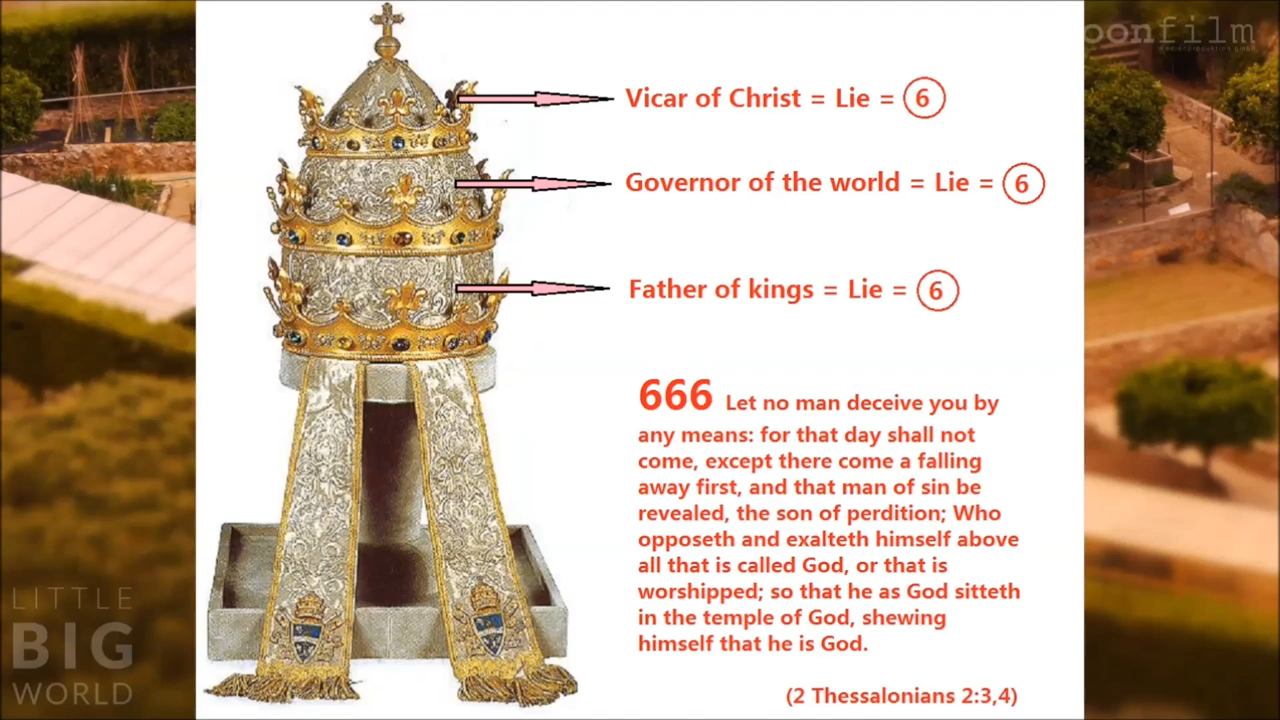 oonfilm
Vicar of Christ = Lie = 6
Governor of the world = Lie = 6
Father of kings = Lie = 6
666 Let no man deceive you by
any means: for that day shall not
come, except there come a falling
away first, and that man of sin be
revealed, the son of perdition; Who
opposeth and exalteth himself above
all that is called God, or that is
worshipped; so that he as God sitteth
in the temple of God, shewing
himself that he is God.
(2 Thessalonians 2:3,4)
LITTLE
BIG
WORLD